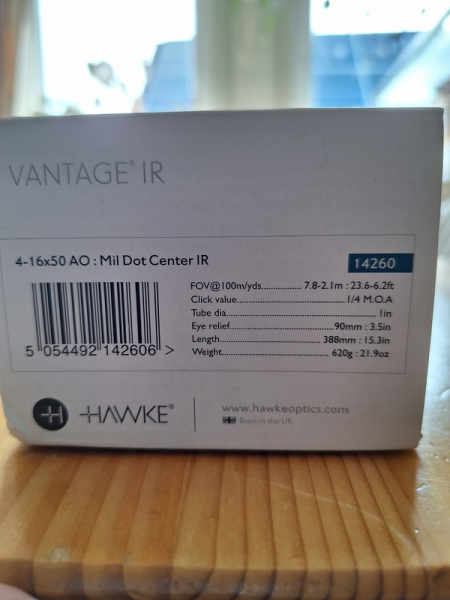 VANTAGE® IR
4-16x50 AO : Mil Dot Center IR
14260
FOV@100m/yds................ 7.8-2.1m : 23.6-6.2ft
Click value.......................... 1/4 M.O.A
Tube dia............................. 1in
Eye relief............................ 90mm : 3.5in
Length................................ 388mm : 15.3in
Weight................................ 620g : 21.9oz
5 054492 142606 >
H HAWKE®
www.hawkeoptics.com
Born in the UK